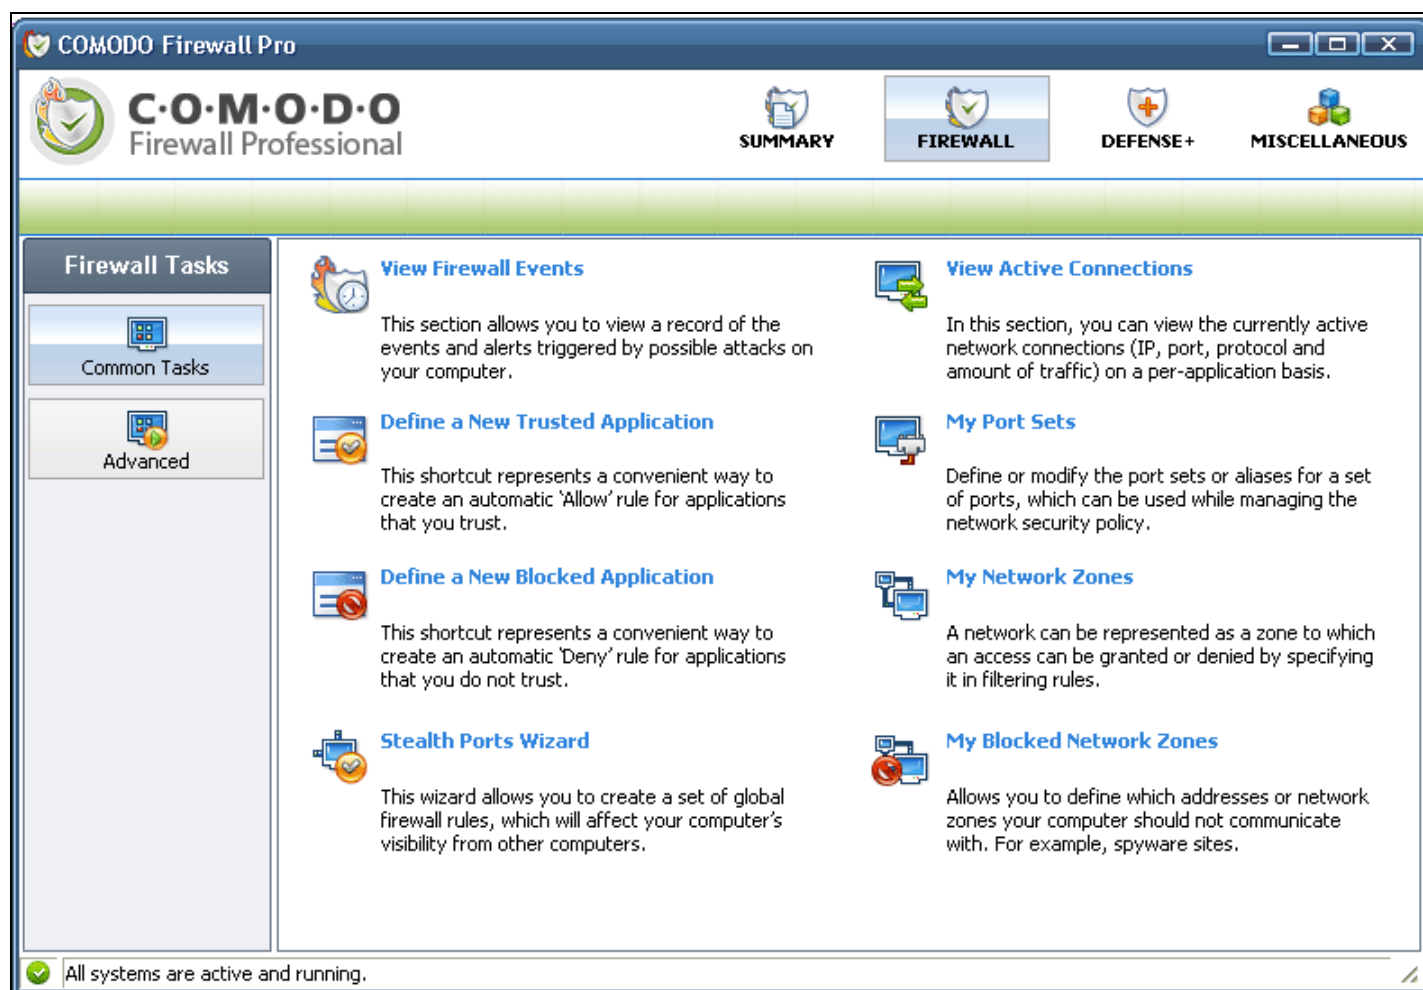 COMODO Firewall Pro
C·O·M·O·D·O
Firewall Professional
SUMMARY
FIREWALL
DEFENSE+
MISCELLANEOUS
Firewall Tasks
Common Tasks
Advanced
View Firewall Events
This section allows you to view a record of the
events and alerts triggered by possible attacks on
your computer.
Define a New Trusted Application
This shortcut represents a convenient way to
create an automatic 'Allow' rule for applications
that you trust.
Define a New Blocked Application
This shortcut represents a convenient way to
create an automatic 'Deny' rule for applications
that you do not trust.
Stealth Ports Wizard
This wizard allows you to create a set of global
firewall rules, which will affect your computer's
visibility from other computers.
View Active Connections
In this section, you can view the currently active
network connections (IP, port, protocol and
amount of traffic) on a per-application basis.
My Port Sets
Define or modify the port sets or aliases for a set
of ports, which can be used while managing the
network security policy.
My Network Zones
A network can be represented as a zone to which
an access can be granted or denied by specifying
it in filtering rules.
My Blocked Network Zones
Allows you to define which addresses or network
zones your computer should not communicate
with. For example, spyware sites.
All systems are active and running.